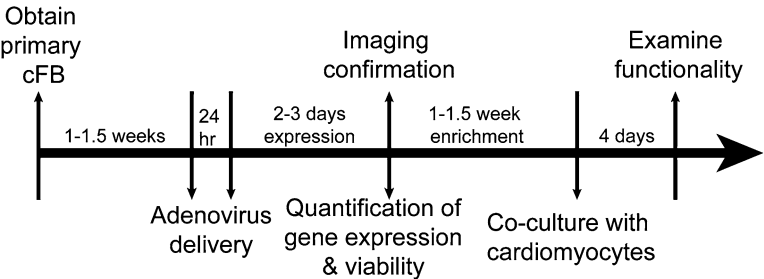 Obtain
primary
cFB
Imaging
confirmation
Examine
functionality
1-1.5 weeks
24
hr
2-3 days
expression
1-1.5 week
enrichment
4 days
Adenovirus
delivery
Quantification of
gene expression
& viability
Co-culture with
cardiomyocytes